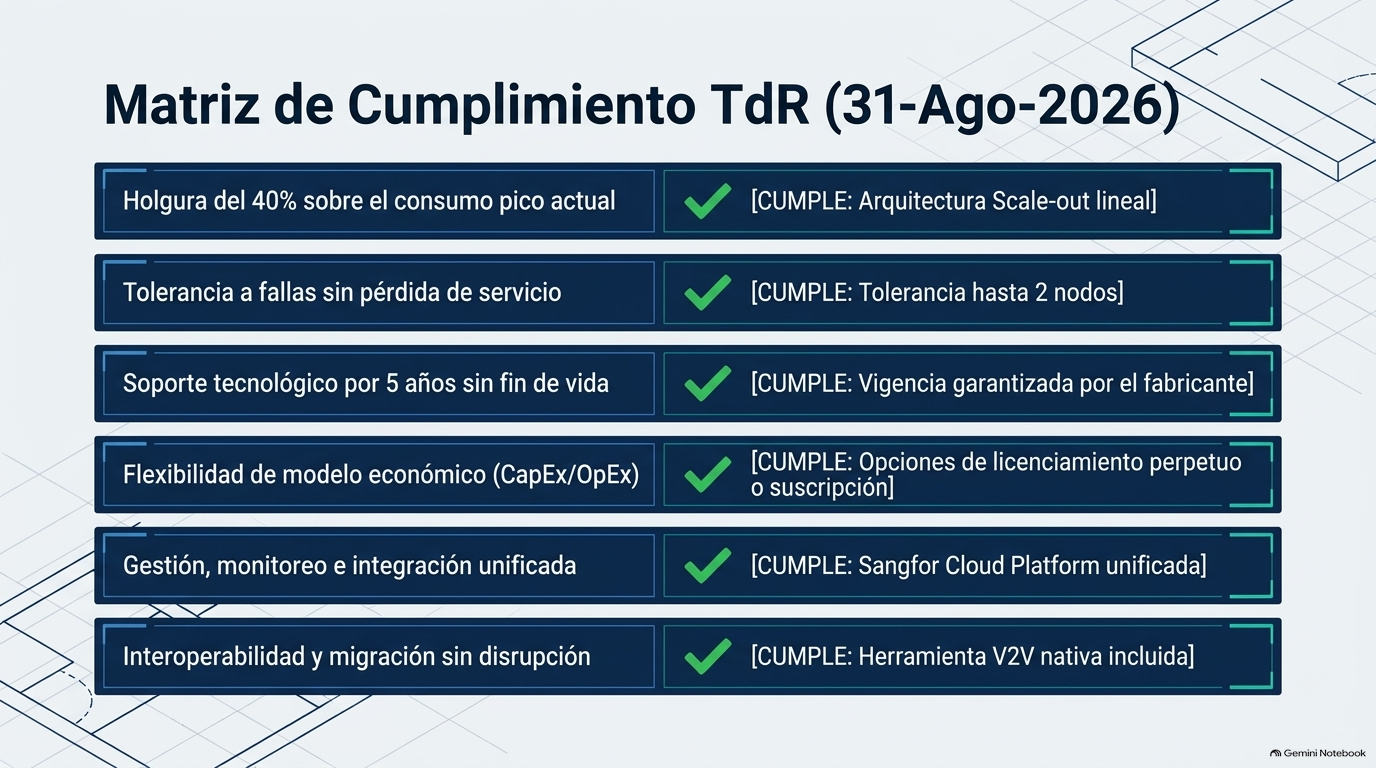 Matriz de Cumplimiento TdR (31-Ago-2026)
Holgura del 40% sobre el consumo pico actual
[CUMPLE: Arquitectura Scale-out lineal]
Tolerancia a fallas sin pérdida de servicio
[CUMPLE: Tolerancia hasta 2 nodos]
Soporte tecnológico por 5 años sin fin de vida
[CUMPLE: Vigencia garantizada por el fabricante]
Flexibilidad de modelo económico (CapEx/OpEx)
[CUMPLE: Opciones de licenciamiento perpetuo
o suscripción]
Gestión, monitoreo e integración unificada
[CUMPLE: Sangfor Cloud Platform unificada]
Interoperabilidad y migración sin disrupción
[CUMPLE: Herramienta V2V nativa incluida]
Gemini Notebook